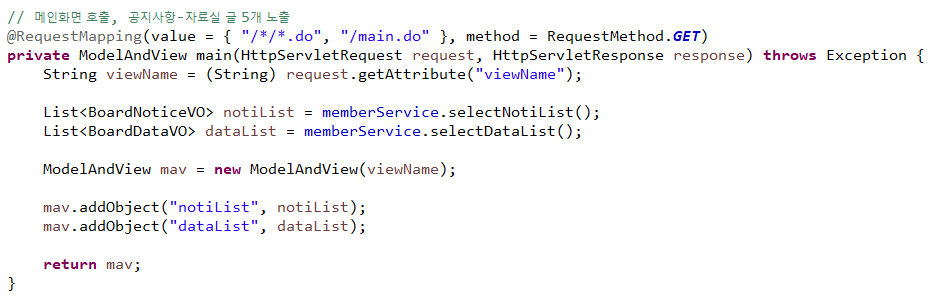 // 메인화면 호출, 공지사항-자료실 글 5개 노출
@RequestMapping(value = { "/*/*.do", "/main.do" }, method = RequestMethod.GET)
private ModelAndView main(HttpServletRequest request, HttpServletResponse response) throws Exception {
    String viewName = (String) request.getAttribute("viewName");

    List<BoardNoticeVO> notiList = memberService.selectNotiList();
    List<BoardDataVO> dataList = memberService.selectDataList();

    ModelAndView mav = new ModelAndView(viewName);

    mav.addObject("notiList", notiList);
    mav.addObject("dataList", dataList);

    return mav;
}